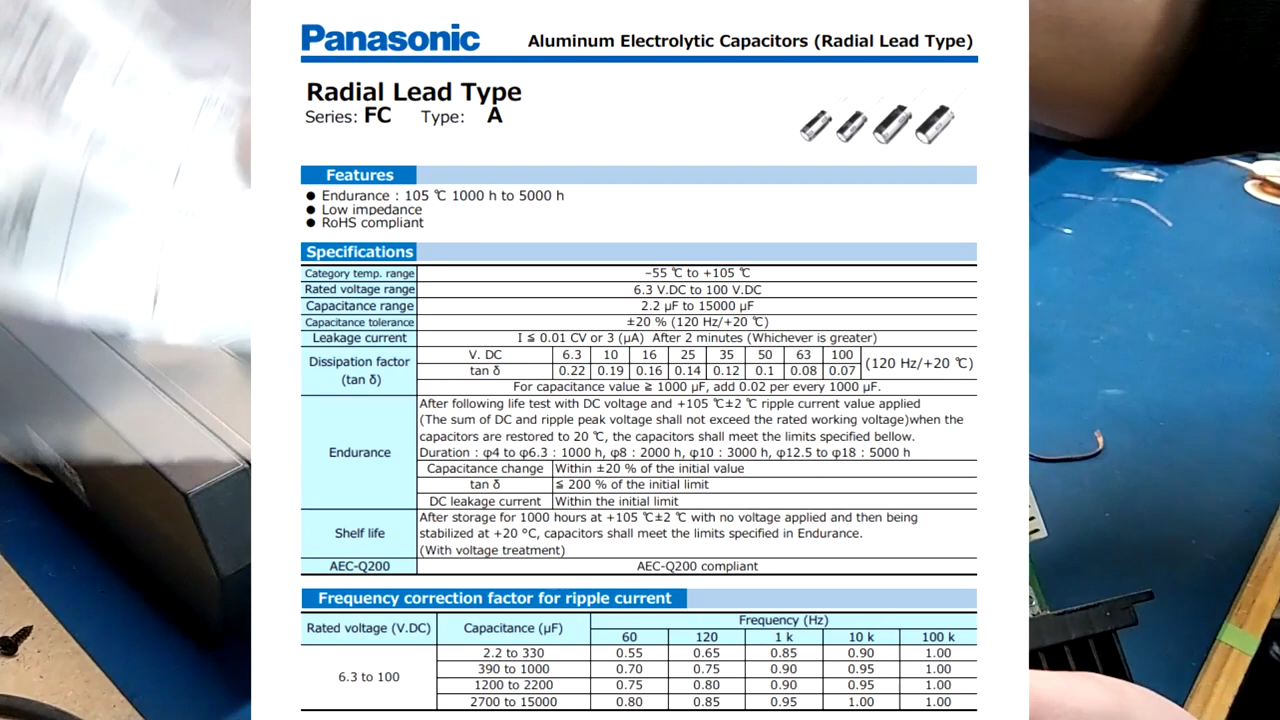 Panasonic
Aluminum Electrolytic Capacitors (Radial Lead Type)
Radial Lead Type
Series: FC Type: A
Features
● Endurance : 105 ℃ 1000 h to 5000 h
● Low impedance
● RoHS compliant
Specifications
Category temp. range –55 ℃ to +105 ℃
Rated voltage range 6.3 V.DC to 100 V.DC
Capacitance range 2.2 µF to 15000 µF
Capacitance tolerance ±20 % (120 Hz/+20 ℃)
Leakage current I ≦ 0.01 CV or 3 (µA) After 2 minutes (Whichever is greater)
Dissipation factor (tan δ)
V. DC 6.3 10 16 25 35 50 63 100 (120 Hz/+20 ℃)
tan δ 0.22 0.19 0.16 0.14 0.12 0.1 0.08 0.07
For capacitance value ≧ 1000 µF, add 0.02 per every 1000 µF.
Endurance
After following life test with DC voltage and +105 ℃±2 ℃ ripple current value applied
(The sum of DC and ripple peak voltage shall not exceed the rated working voltage)when the
capacitors are restored to 20 ℃, the capacitors shall meet the limits specified bellow.
Duration : φ4 to φ6.3 : 1000 h, φ8 : 2000 h, φ10 : 3000 h, φ12.5 to φ18 : 5000 h
Capacitance change Within ±20 % of the initial value
tan δ ≦ 200 % of the initial limit
DC leakage current Within the initial limit
Shelf life
After storage for 1000 hours at +105 ℃±2 ℃ with no voltage applied and then being
stabilized at +20 °C, capacitors shall meet the limits specified in Endurance.
(With voltage treatment)
AEC-Q200 AEC-Q200 compliant
Frequency correction factor for ripple current
Rated voltage (V.DC) Capacitance (µF) Frequency (Hz)
60 120 1 k 10 k 100 k
6.3 to 100
2.2 to 330 0.55 0.65 0.85 0.90 1.00
390 to 1000 0.70 0.75 0.90 0.95 1.00
1200 to 2200 0.75 0.80 0.90 0.95 1.00
2700 to 15000 0.80 0.85 0.95 1.00 1.00